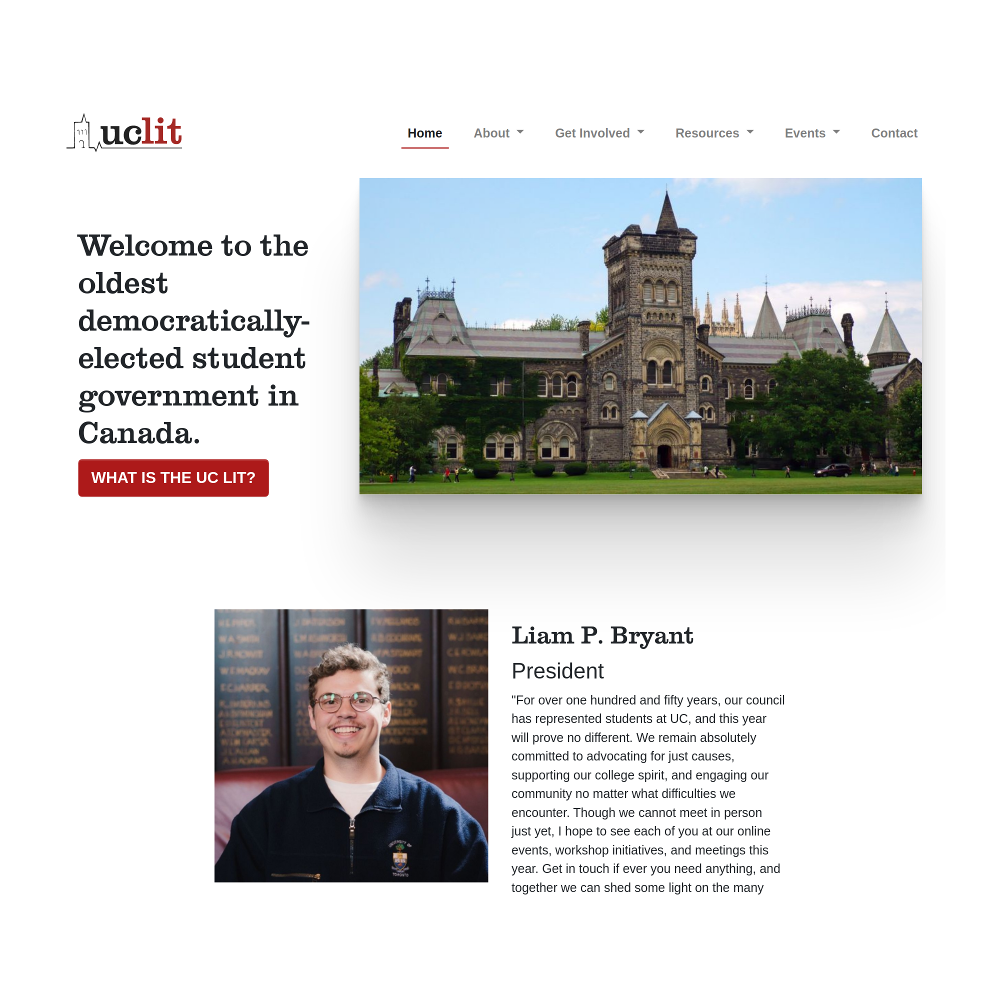 uclit
Home
About
Get Involved
Resources
Events
Contact
Welcome to the
oldest
democratically-
elected student
government in
Canada.
WHAT IS THE UC LIT?
Liam P. Bryant
President
"For over one hundred and fifty years, our council
has represented students at UC, and this year
will prove no different. We remain absolutely
committed to advocating for just causes,
supporting our college spirit, and engaging our
community no matter what difficulties we
encounter. Though we cannot meet in person
just yet, I hope to see each of you at our online
events, workshop initiatives, and meetings this
year. Get in touch if ever you need anything, and
together we can shed some light on the many